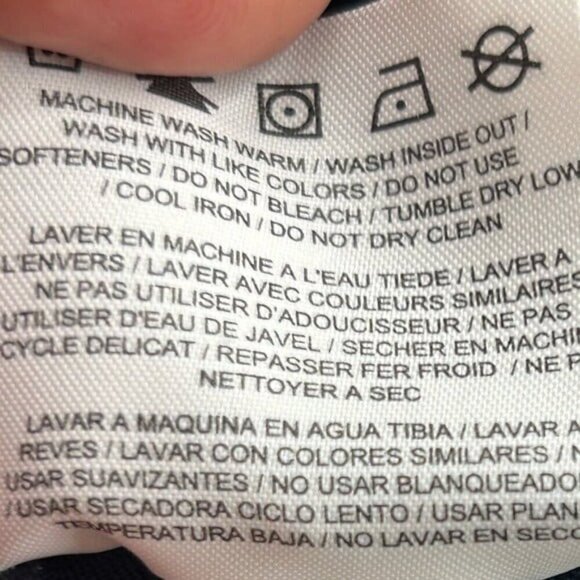 MACHINE WASH WARM / WASH INSIDE OUT /
WASH WITH LIKE COLORS / DO NOT USE
SOFTENERS / DO NOT BLEACH / TUMBLE DRY LOW
/ COOL IRON / DO NOT DRY CLEAN
LAVER EN MACHINE A L'EAU TIEDE / LAVER A
L'ENVERS / LAVER AVEC COULEURS SIMILAIRES
NE PAS UTILISER D'ADOUCISSEUR / NE PAS
UTILISER D'EAU DE JAVEL / SECHER EN MACHI
CYCLE DELICAT / REPASSER FER FROID / NE P
NETTOYER A SEC
LAVAR A MAQUINA EN AGUA TIBIA / LAVAR A
REVES / LAVAR CON COLORES SIMILARES / N
USAR SUAVIZANTES / NO USAR BLANQUEADO
/ USAR SECADORA CICLO LENTO / USAR PLAN
TEMPERATURA BAJA / NO LAVAR EN SECO